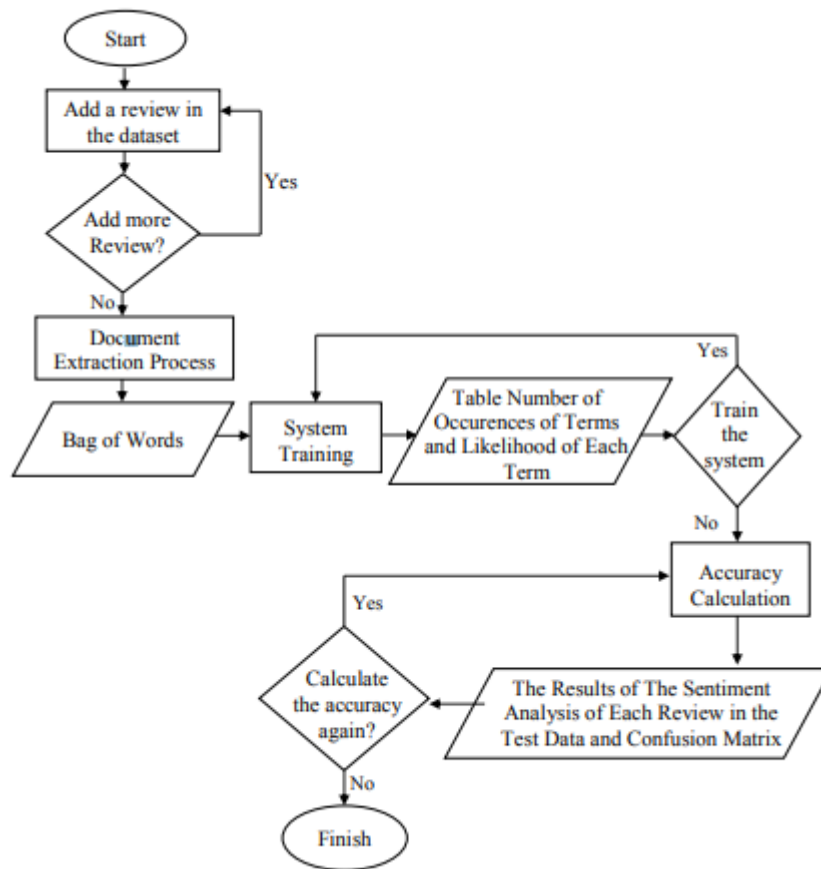 Start
Add a review in
the dataset
Yes
Add more
Review?
No
Document
Extraction Process
Bag of Words
System
Training
Table Number of
Occurences of Terms
and Likelihood of Each
Term
Yes
Train
the
system
No
Accuracy
Calculation
The Results of The Sentiment
Analysis of Each Review in the
Test Data and Confusion Matrix
Yes
Calculate
the accuracy
again?
No
Finish